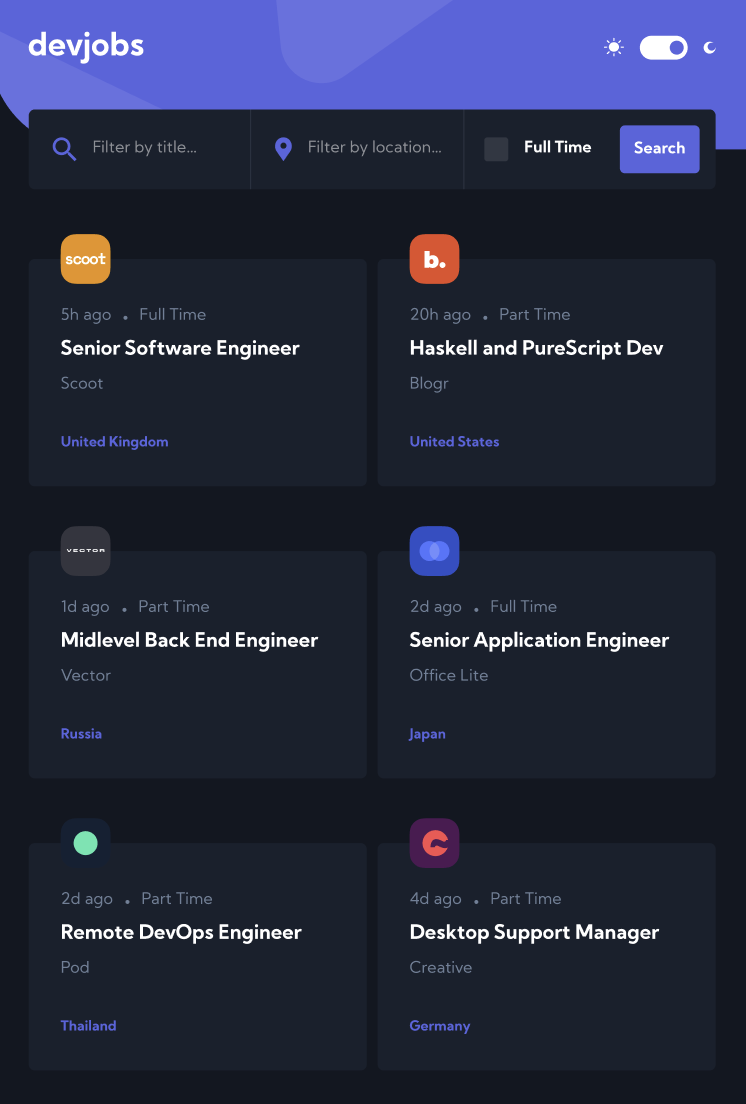 devjobs
Filter by title...
Filter by location...
Full Time
Search
scoot
5h ago . Full Time
Senior Software Engineer
Scoot
United Kingdom
b.
20h ago . Part Time
Haskell and PureScript Dev
Blogr
United States
VECTOR
1d ago . Part Time
Midlevel Back End Engineer
Vector
Russia
2d ago . Full Time
Senior Application Engineer
Office Lite
Japan
2d ago . Part Time
Remote DevOps Engineer
Pod
Thailand
4d ago . Part Time
Desktop Support Manager
Creative
Germany